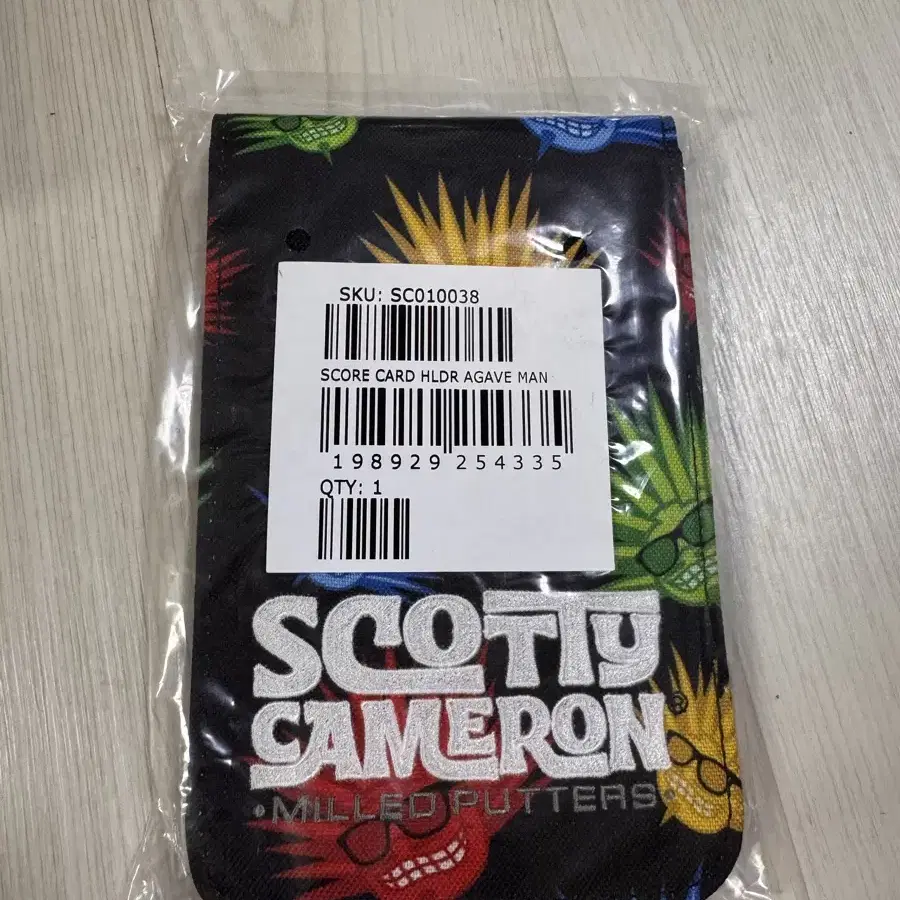 SKU: SC010038
SCORE CARD HLDR AGAVE MAN
198929 254335
QTY: 1
SCOTTY
CAMERON®
·MILLED PUTTERS·